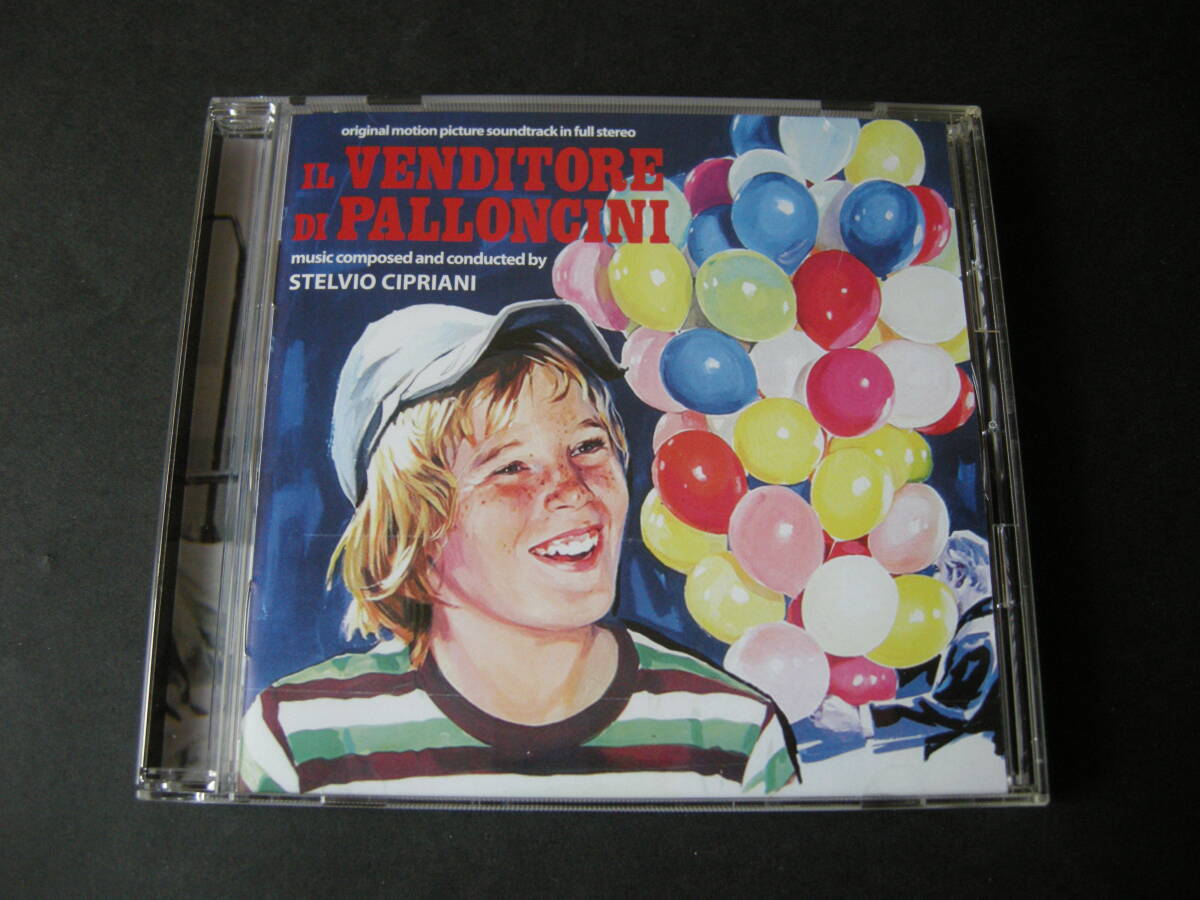 original motion picture soundtrack in full stereo
IL VENDITORE
DI PALLONCINI
music composed and conducted by
STELVIO CIPRIANI